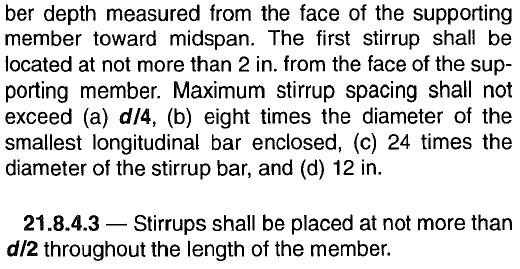 ber depth measured from the face of the supporting
member toward midspan. The first stirrup shall be
located at not more than 2 in. from the face of the sup-
porting member. Maximum stirrup spacing shall not
exceed (a) d/4, (b) eight times the diameter of the
smallest longitudinal bar enclosed, (c) 24 times the
diameter of the stirrup bar, and (d) 12 in.
21.8.4.3 — Stirrups shall be placed at not more than
d/2 throughout the length of the member.